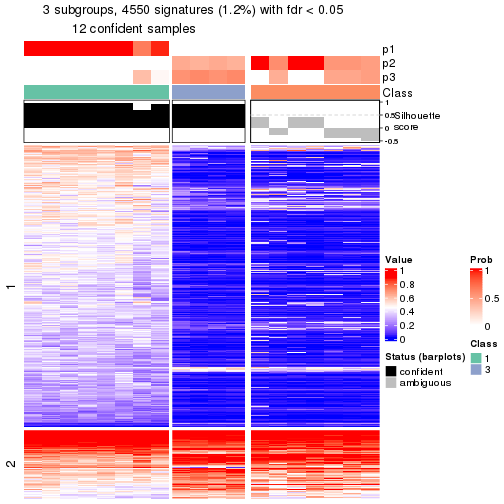 3 subgroups, 4550 signatures (1.2%) with fdr < 0.05
12 confident samples
p1
p2
p3
Class
1
0.5
0
-0.5
Silhouette
score
1
2
Value
1
0.8
0.6
0.4
0.2
0
Prob
1
0.5
0
Status (barplots)
confident
ambiguous
Class
1
3